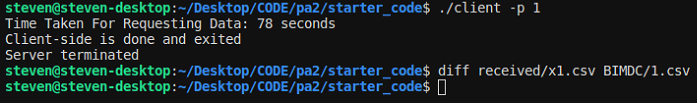 steven@steven-desktop:~/Desktop/CODE/pa2/starter_code$ ./client -p 1
Time Taken For Requesting Data: 78 seconds
Client-side is done and exited
Server terminated
steven@steven-desktop:~/Desktop/CODE/pa2/starter_code$ diff received/x1.csv BIMDC/1.csv
steven@steven-desktop:~/Desktop/CODE/pa2/starter_code$